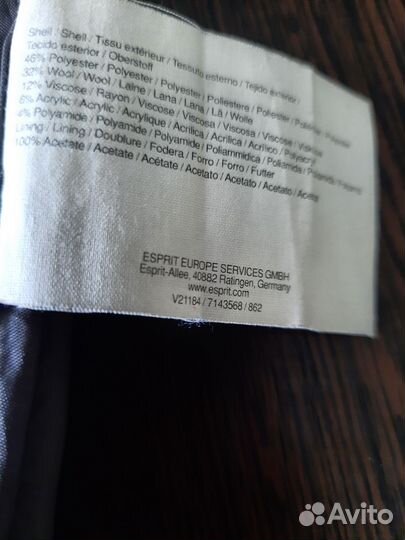 Shell / Shell / Tissu extérieur / Tessuto esterno / Tejido exterior /
Tecido exterior / Oberstoff
46% Polyester / Polyester / Polyester / Poliestere / Poliéster / Poliéster / Polyester
32% Wool / Wool / Laine / Lana / Lana / Lã / Wolle
12% Viscose / Rayon / Viscose / Viscosa / Viscosa / Viscose / Viskose
6% Acrylic / Acrylic / Acrylique / Acrilica / Acrílica / Acrílico / Polyacryl
4% Polyamide / Polyamide / Polyamide / Poliammidica / Poliamida / Poliamida / Polyamid
Lining / Lining / Doublure / Fodera / Forro / Forro / Futter
100% Acetate / Acetate / Acétate / Acetato / Acetato / Acetato / Acetat
ESPRIT EUROPE SERVICES GMBH
Esprit-Allee, 40882 Ratingen, Germany
www.esprit.com
V21184 / 7143568 / 862
Avito